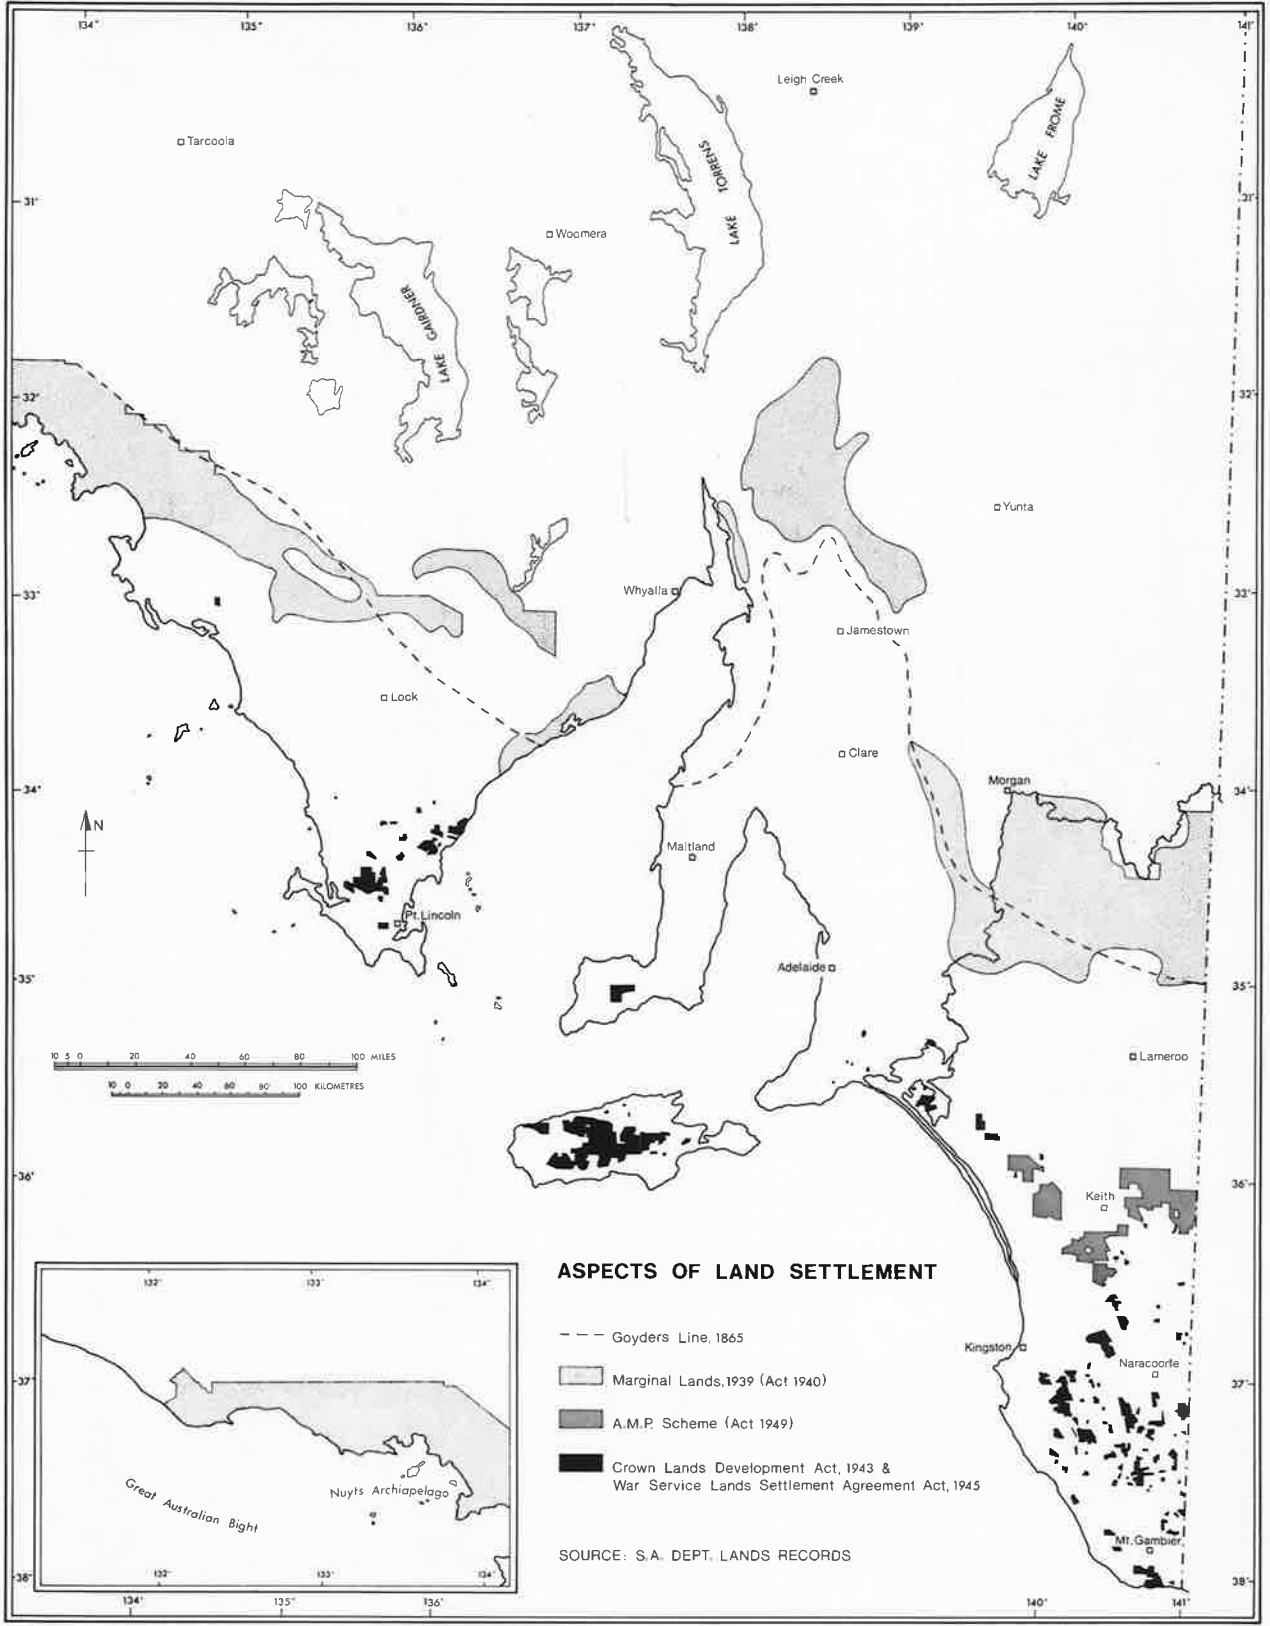 134° 135° 136° 137° 138° 139° 140° 141°
Leigh Creek
Tarcoola
LAKE TORRENS
LAKE FROME
31° 31°
Woomera
LAKE GAIRDNER
32° 32°
Yunta
33° 33°
Whyalla
Jamestown
Lock
Clare
Morgan
34° 34°
N
Maitland
Pt. Lincoln
Adelaide
35° 35°
10 5 0 20 40 60 80 100 MILES
10 0 20 40 60 80 100 KILOMETRES
Lameroo
36° 36°
Keith
Kingston
Naracoorte
37° 37°
Mt. Gambier
38° 38°
132° 133° 134°
Great Australian Bight
Nuyts Archiapelago
132° 133° 134°
ASPECTS OF LAND SETTLEMENT
Goyders Line, 1865
Marginal Lands, 1939 (Act 1940)
A.M.P. Scheme (Act 1949)
Crown Lands Development Act, 1943 &
War Service Lands Settlement Agreement Act, 1945
SOURCE: S.A. DEPT. LANDS RECORDS
134° 135° 136° 140° 141°